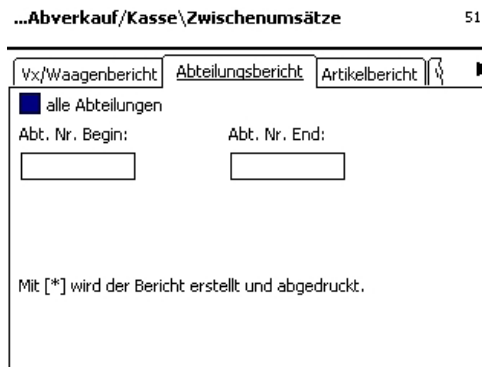 ...Abverkauf/Kasse\Zwischenumsätze 51
Vx/Waagenbericht Abteilungsbericht Artikelbericht
alle Abteilungen
Abt. Nr. Begin: Abt. Nr. End:
Mit [*] wird der Bericht erstellt und abgedruckt.